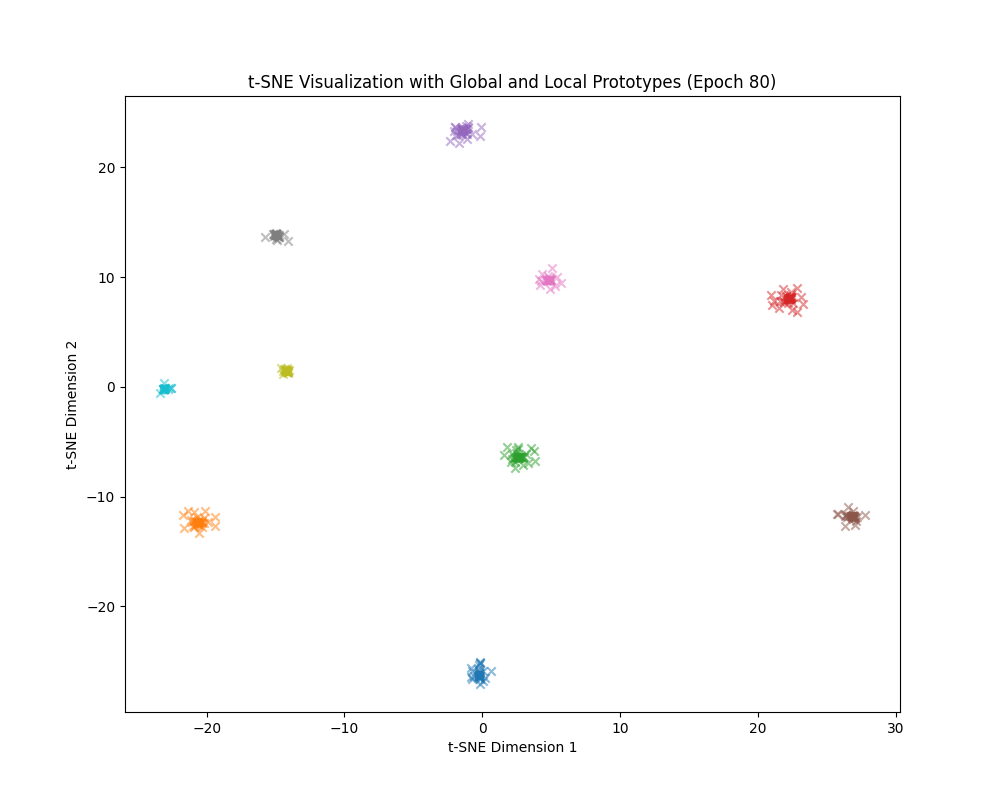 t-SNE Visualization with Global and Local Prototypes (Epoch 80)
20
10
0
−10
−20
t-SNE Dimension 2
−20 −10 0 10 20 30
t-SNE Dimension 1